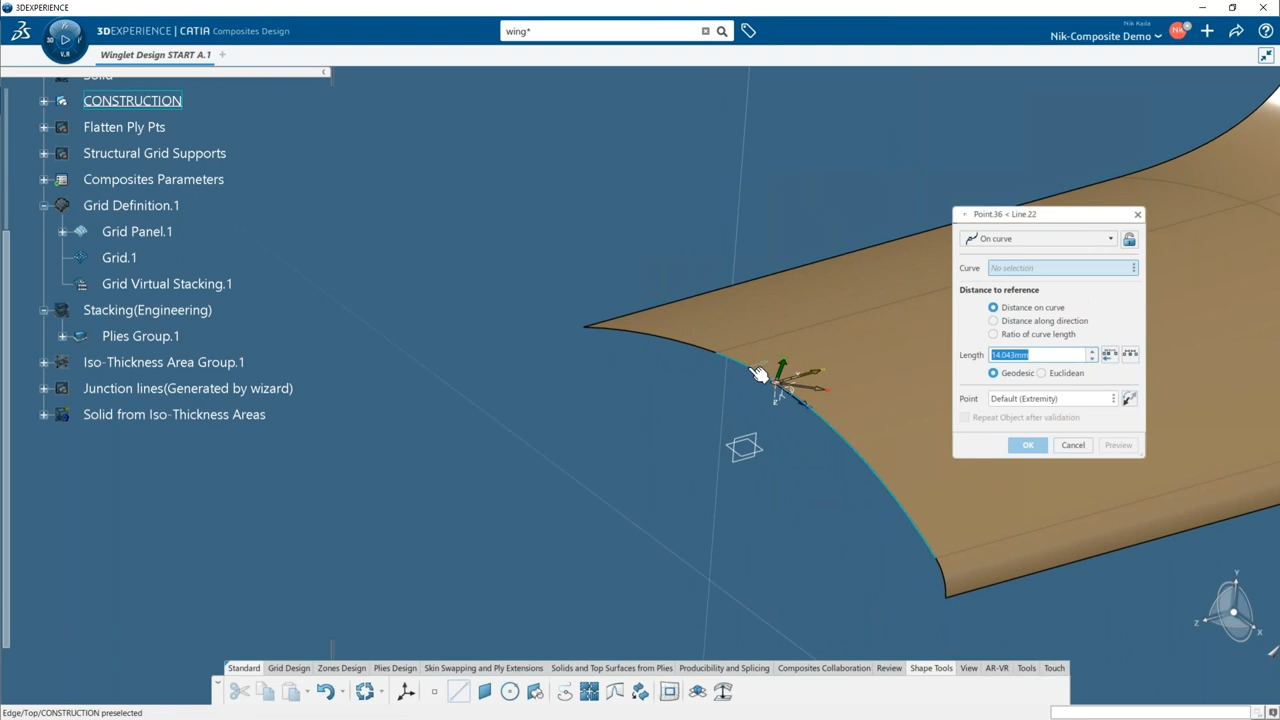 3DEXPERIENCE
3DEXPERIENCE | CATIA Composites Design
V.R
wing*
Nik Kada
Nik-Composite Demo
NK
Winglet Design START A.1
Solid
CONSTRUCTION
Flatten Ply Pts
Structural Grid Supports
Composites Parameters
Grid Definition.1
Grid Panel.1
Grid.1
Grid Virtual Stacking.1
Stacking(Engineering)
Plies Group.1
Iso-Thickness Area Group.1
Junction lines(Generated by wizard)
Solid from Iso-Thickness Areas
Point.36 < Line.22
On curve
Curve No selection
Distance to reference
Distance on curve
Distance along direction
Ratio of curve length
Length 14.043mm
Geodesic Euclidean
Point Default (Extremity)
Repeat Object after validation
OK Cancel Preview
Y
Z
X
Standard Grid Design Zones Design Plies Design Skin Swapping and Ply Extensions Solids and Top Surfaces from Plies Producibility and Splicing Composites Collaboration Review Shape Tools View AR-VR Tools Touch
Edge/Top/CONSTRUCTION preselected